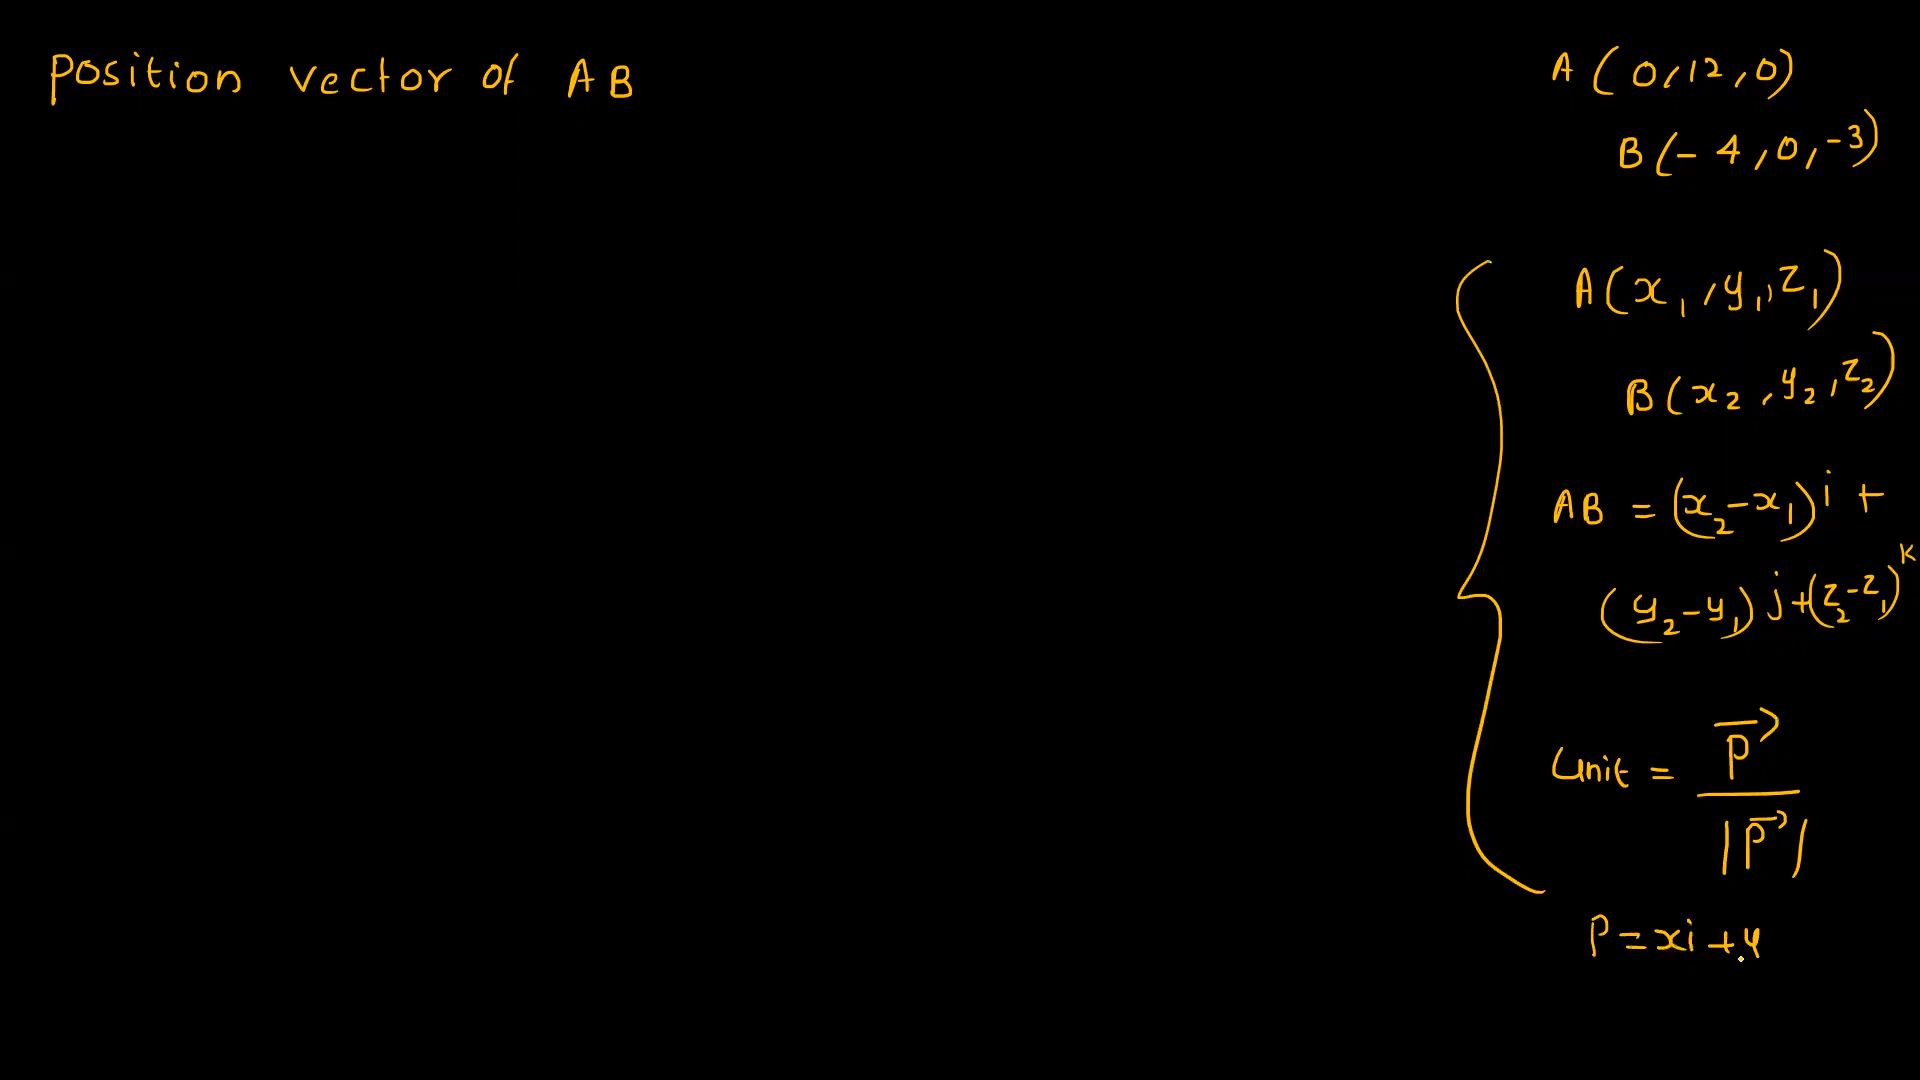 Position vector of AB
A(0,12,0)
B(-4,0,-3)
A(x₁,y₁,z₁)
B(x₂,y₂,z₂)
AB = (x₂-x₁)i +
(y₂-y₁)j+(z₂-z₁)k
Unit = P⃗ / |P⃗|
P=xi+y